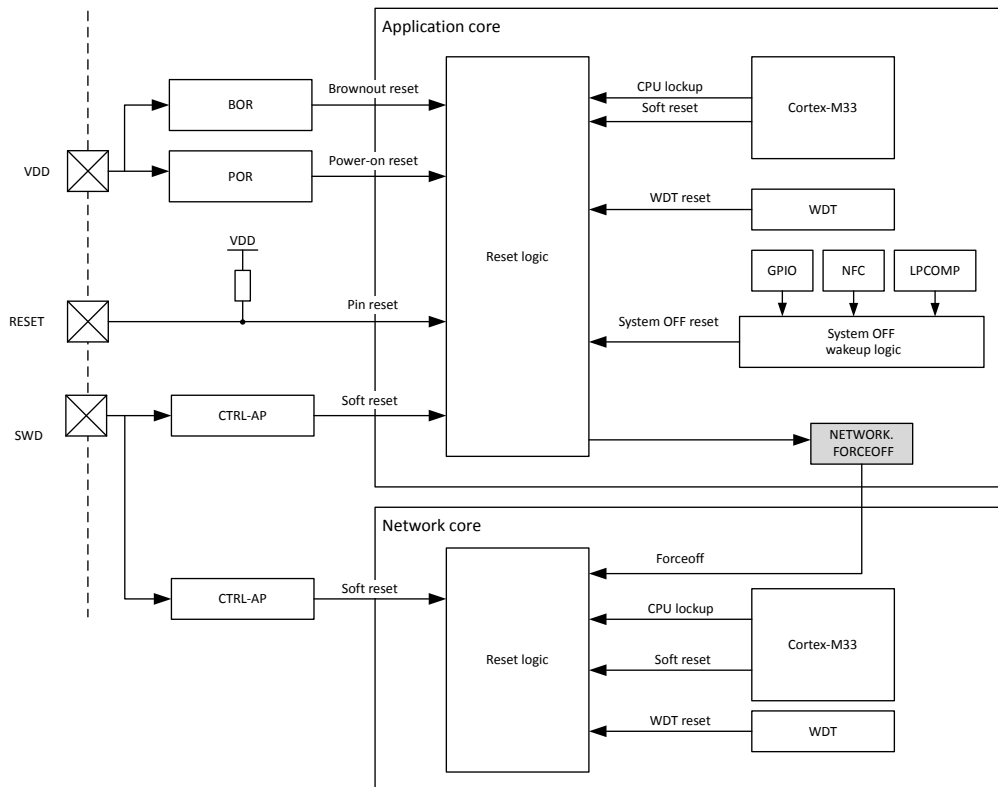 Application core
BOR
Brownout reset
POR
Power-on reset
VDD
VDD
RESET
Pin reset
SWD
CTRL-AP
Soft reset
Reset logic
CPU lockup
Soft reset
Cortex-M33
WDT reset
WDT
GPIO
NFC
LPCOMP
System OFF reset
System OFF
wakeup logic
NETWORK.
FORCEOFF
Network core
CTRL-AP
Soft reset
Reset logic
Forceoff
CPU lockup
Soft reset
Cortex-M33
WDT reset
WDT